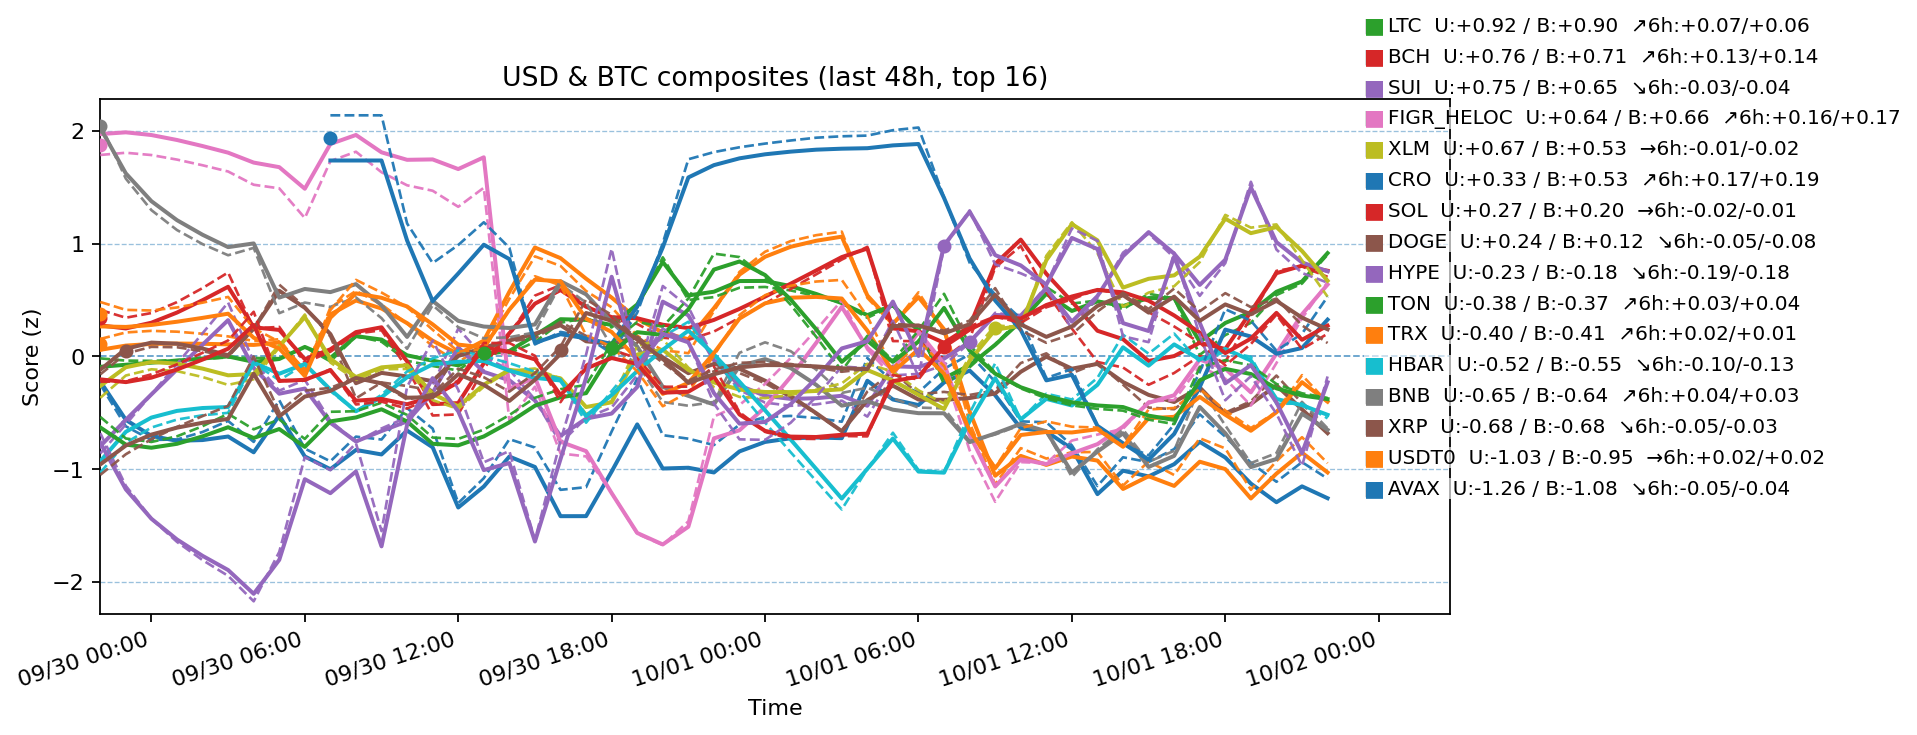 LTC  U:+0.92 / B:+0.90  ↗6h:+0.07/+0.06
BCH  U:+0.76 / B:+0.71  ↗6h:+0.13/+0.14
SUI  U:+0.75 / B:+0.65  ↘6h:-0.03/-0.04
FIGR_HELOC  U:+0.64 / B:+0.66  ↗6h:+0.16/+0.17
XLM  U:+0.67 / B:+0.53  →6h:-0.01/-0.02
CRO  U:+0.33 / B:+0.53  ↗6h:+0.17/+0.19
SOL  U:+0.27 / B:+0.20  →6h:-0.02/-0.01
DOGE  U:+0.24 / B:+0.12  ↘6h:-0.05/-0.08
HYPE  U:-0.23 / B:-0.18  ↘6h:-0.19/-0.18
TON  U:-0.38 / B:-0.37  ↗6h:+0.03/+0.04
TRX  U:-0.40 / B:-0.41  ↗6h:+0.02/+0.01
HBAR  U:-0.52 / B:-0.55  ↘6h:-0.10/-0.13
BNB  U:-0.65 / B:-0.64  ↗6h:+0.04/+0.03
XRP  U:-0.68 / B:-0.68  ↘6h:-0.05/-0.03
USDT0  U:-1.03 / B:-0.95  →6h:+0.02/+0.02
AVAX  U:-1.26 / B:-1.08  ↘6h:-0.05/-0.04
USD & BTC composites (last 48h, top 16)
Score (z)
2
1
0
−1
−2
09/30 00:00
09/30 06:00
09/30 12:00
09/30 18:00
10/01 00:00
10/01 06:00
10/01 12:00
10/01 18:00
10/02 00:00
Time